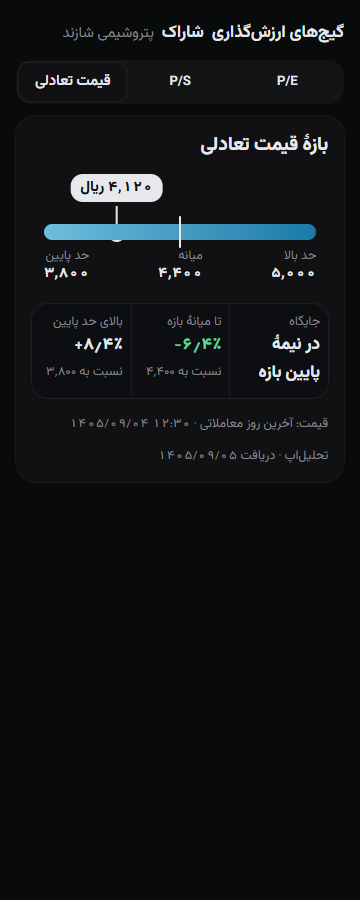 گیج‌های ارزش‌گذاری شاراک پتروشیمی شازند
P/E P/S قیمت تعادلی
بازهٔ قیمت تعادلی
۴,۱۲۰ ریال
حد بالا میانه حد پایین
۵,۰۰۰ ۴,۴۰۰ ۳,۸۰۰
جایگاه تا میانهٔ بازه بالای حد پایین
در نیمهٔ پایین بازه -۶٫۴٪ +۸٫۴٪
نسبت به ۴,۴۰۰ نسبت به ۳,۸۰۰
قیمت: آخرین روز معاملاتی · ۱۲:۳۰ ۱۴۰۵/۰۹/۰۴
تحلیل‌اپ · دریافت ۱۴۰۵/۰۹/۰۵